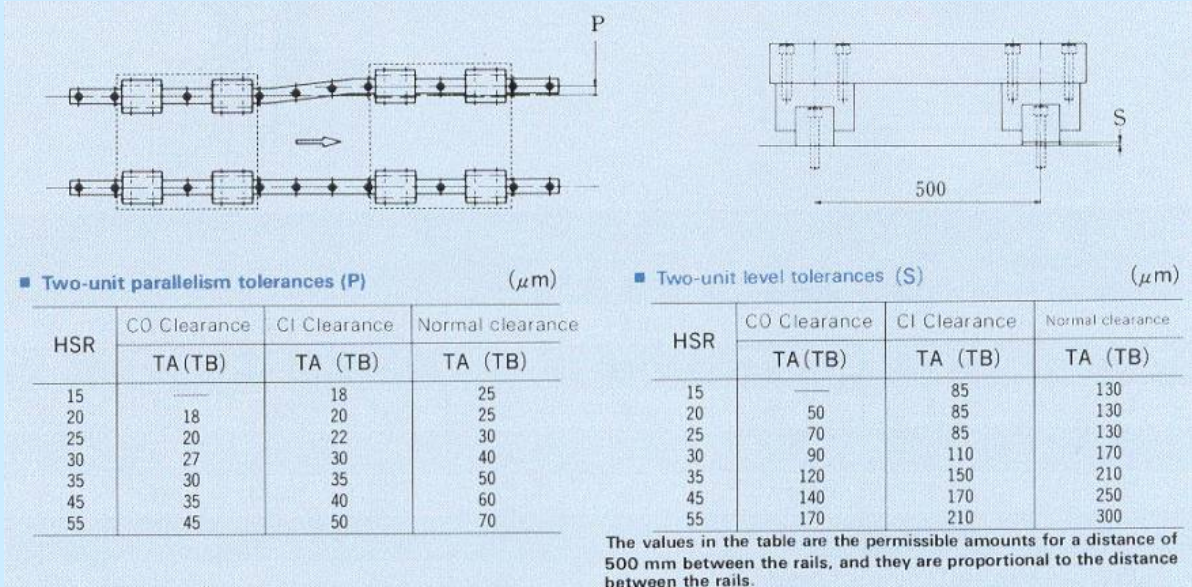 P
S
500
■ Two-unit parallelism tolerances (P) (μm)
HSR CO Clearance CI Clearance Normal clearance
TA(TB) TA (TB) TA (TB)
15 — 18 25
20 18 20 25
25 20 22 30
30 27 30 40
35 30 35 50
45 35 40 60
55 45 50 70
■ Two-unit level tolerances (S) (μm)
HSR CO Clearance CI Clearance Normal clearance
TA(TB) TA (TB) TA (TB)
15 — 85 130
20 50 85 130
25 70 85 130
30 90 110 170
35 120 150 210
45 140 170 250
55 170 210 300
The values in the table are the permissible amounts for a distance of
500 mm between the rails, and they are proportional to the distance
between the rails.